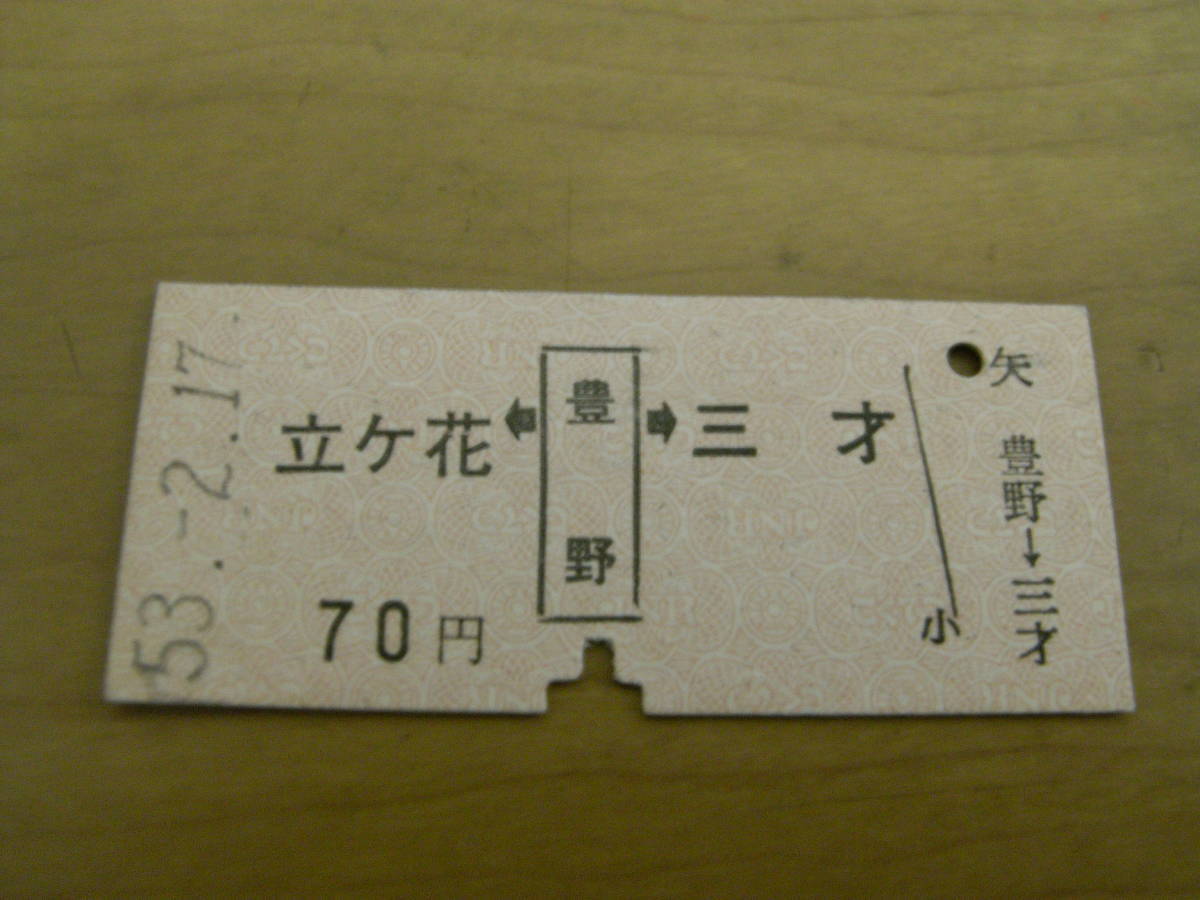 53.-2.17
立ケ花⬅豊野➡三才
70円
小
矢
豊野→三才